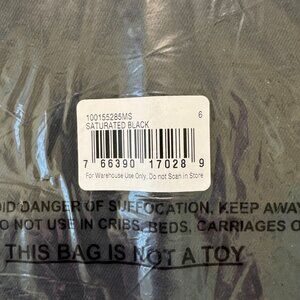 100155285MS 6
SATURATED BLACK
7 66390 17028 9
For Warehouse Use Only, Do not Scan in Store
OID DANGER OF SUFFOCATION, KEEP AWAY
DO NOT USE IN CRIBS, BEDS, CARRIAGES O
THIS BAG IS NOT A TOY